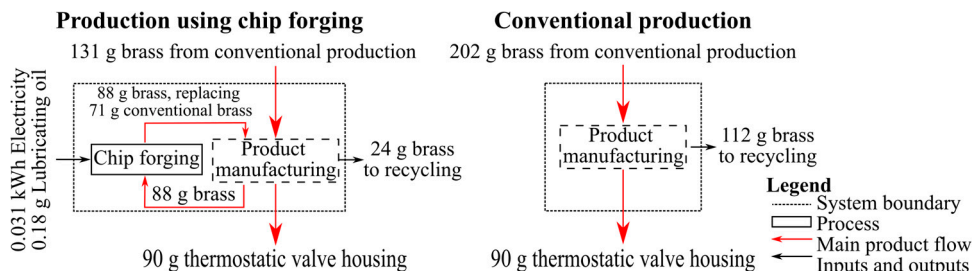 Production using chip forging
131 g brass from conventional production
0.031 kWh Electricity
0.18 g Lubricating oil
88 g brass, replacing
71 g conventional brass
Chip forging
Product
manufacturing
24 g brass
to recycling
88 g brass
90 g thermostatic valve housing
Conventional production
202 g brass from conventional production
Product
manufacturing
112 g brass
to recycling
90 g thermostatic valve housing
Legend
System boundary
Process
Main product flow
Inputs and outputs